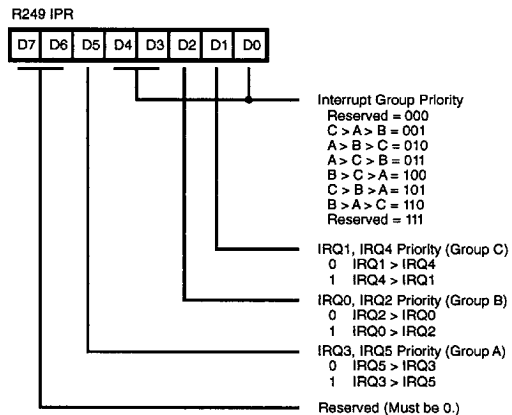 R249 IPR
D7 D6 D5 D4 D3 D2 D1 D0
Interrupt Group Priority
Reserved = 000
C > A > B = 001
A > B > C = 010
A > C > B = 011
B > C > A = 100
C > B > A = 101
B > A > C = 110
Reserved = 111
IRQ1, IRQ4 Priority (Group C)
0 IRQ1 > IRQ4
1 IRQ4 > IRQ1
IRQ0, IRQ2 Priority (Group B)
0 IRQ2 > IRQ0
1 IRQ0 > IRQ2
IRQ3, IRQ5 Priority (Group A)
0 IRQ5 > IRQ3
1 IRQ3 > IRQ5
Reserved (Must be 0.)